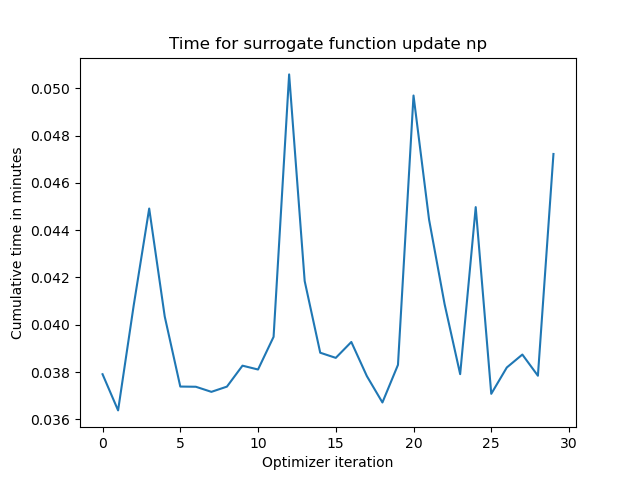 Time for surrogate function update np
Cumulative time in minutes
0.050
0.048
0.046
0.044
0.042
0.040
0.038
0.036
0 5 10 15 20 25 30
Optimizer iteration